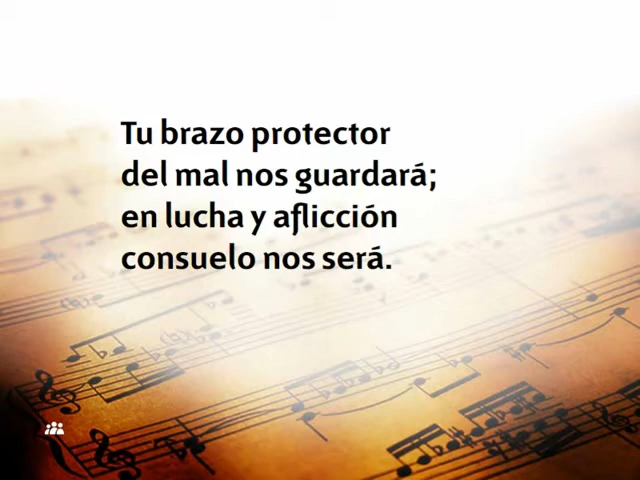 Tu brazo protector
del mal nos guardará;
en lucha y aflicción
consuelo nos será.